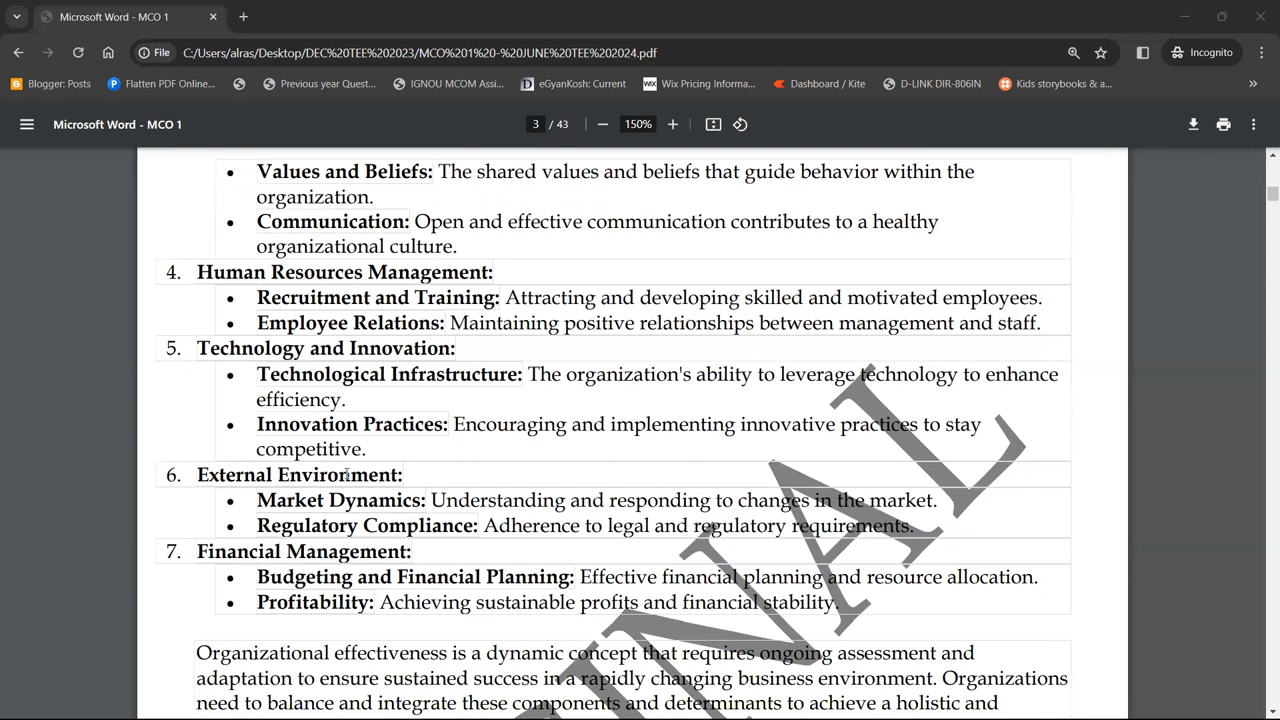 Microsoft Word - MCO 1
File C:/Users/alras/Desktop/DEC%20TEE%202023/MCO%201%20-%20JUNE%20TEE%202024.pdf Incognito
Blogger: Posts Flatten PDF Online... Previous year Quest... IGNOU MCOM Assi... eGyanKosh: Current WIX Wix Pricing Informa... Dashboard / Kite D-LINK DIR-806IN Kids storybooks & a...
Microsoft Word - MCO 1 3 / 43 150%
• Values and Beliefs: The shared values and beliefs that guide behavior within the
organization.
• Communication: Open and effective communication contributes to a healthy
organizational culture.
4. Human Resources Management:
• Recruitment and Training: Attracting and developing skilled and motivated employees.
• Employee Relations: Maintaining positive relationships between management and staff.
5. Technology and Innovation:
• Technological Infrastructure: The organization's ability to leverage technology to enhance
efficiency.
• Innovation Practices: Encouraging and implementing innovative practices to stay
competitive.
6. External Environment:
• Market Dynamics: Understanding and responding to changes in the market.
• Regulatory Compliance: Adherence to legal and regulatory requirements.
7. Financial Management:
• Budgeting and Financial Planning: Effective financial planning and resource allocation.
• Profitability: Achieving sustainable profits and financial stability.
Organizational effectiveness is a dynamic concept that requires ongoing assessment and
adaptation to ensure sustained success in a rapidly changing business environment. Organizations
need to balance and integrate these components and determinants to achieve a holistic and